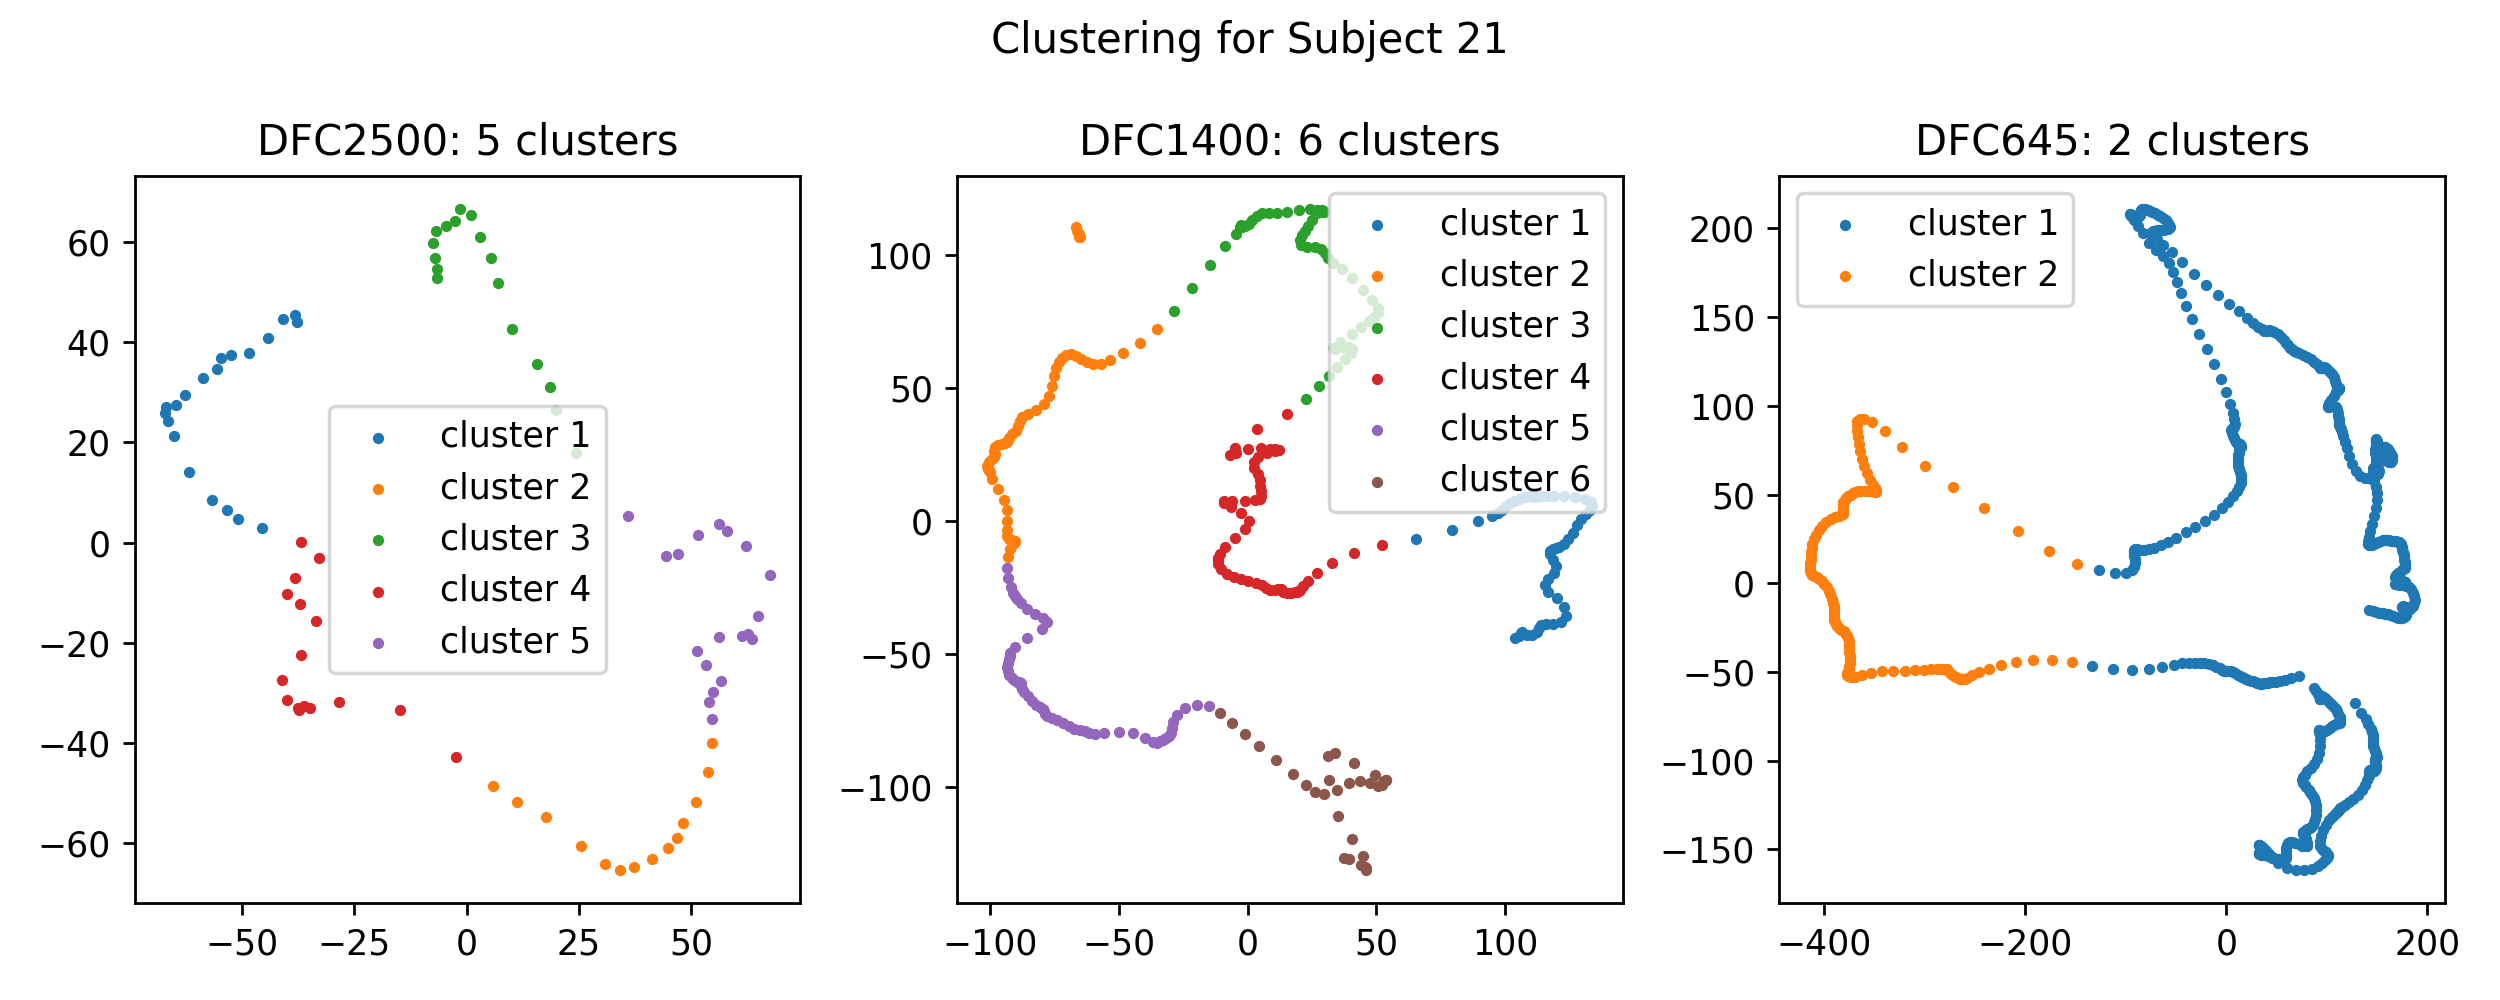 Clustering for Subject 21
DFC2500: 5 clusters
60
40
20
0
−20
−40
−60
−50
−25
0
25
50
cluster 1
cluster 2
cluster 3
cluster 4
cluster 5
DFC1400: 6 clusters
100
50
0
−50
−100
−100
−50
0
50
100
cluster 1
cluster 2
cluster 3
cluster 4
cluster 5
cluster 6
DFC645: 2 clusters
200
150
100
50
0
−50
−100
−150
−400
−200
0
200
cluster 1
cluster 2